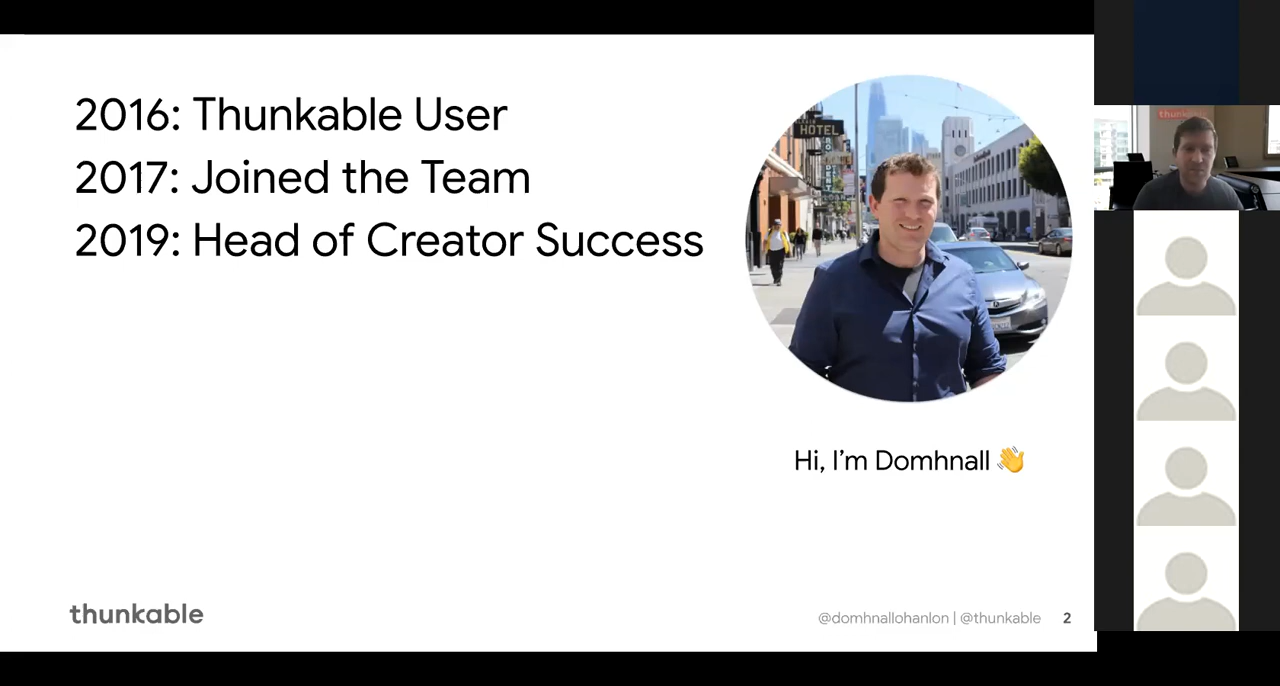 2016: Thunkable User
2017: Joined the Team
2019: Head of Creator Success
HOTEL
Hi, I'm Domhnall 👋
thunkable
@domhnallohanlon | @thunkable
2